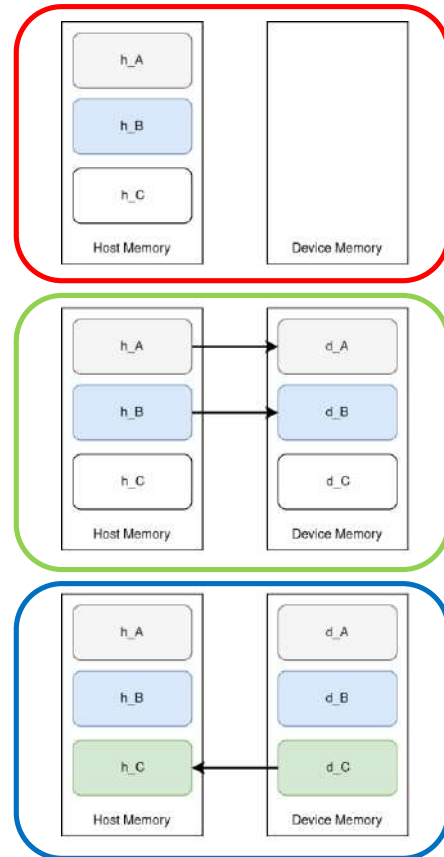 h_A
h_B
h_C
Host Memory Device Memory
h_A d_A
h_B d_B
h_C d_C
Host Memory Device Memory
h_A d_A
h_B d_B
h_C d_C
Host Memory Device Memory